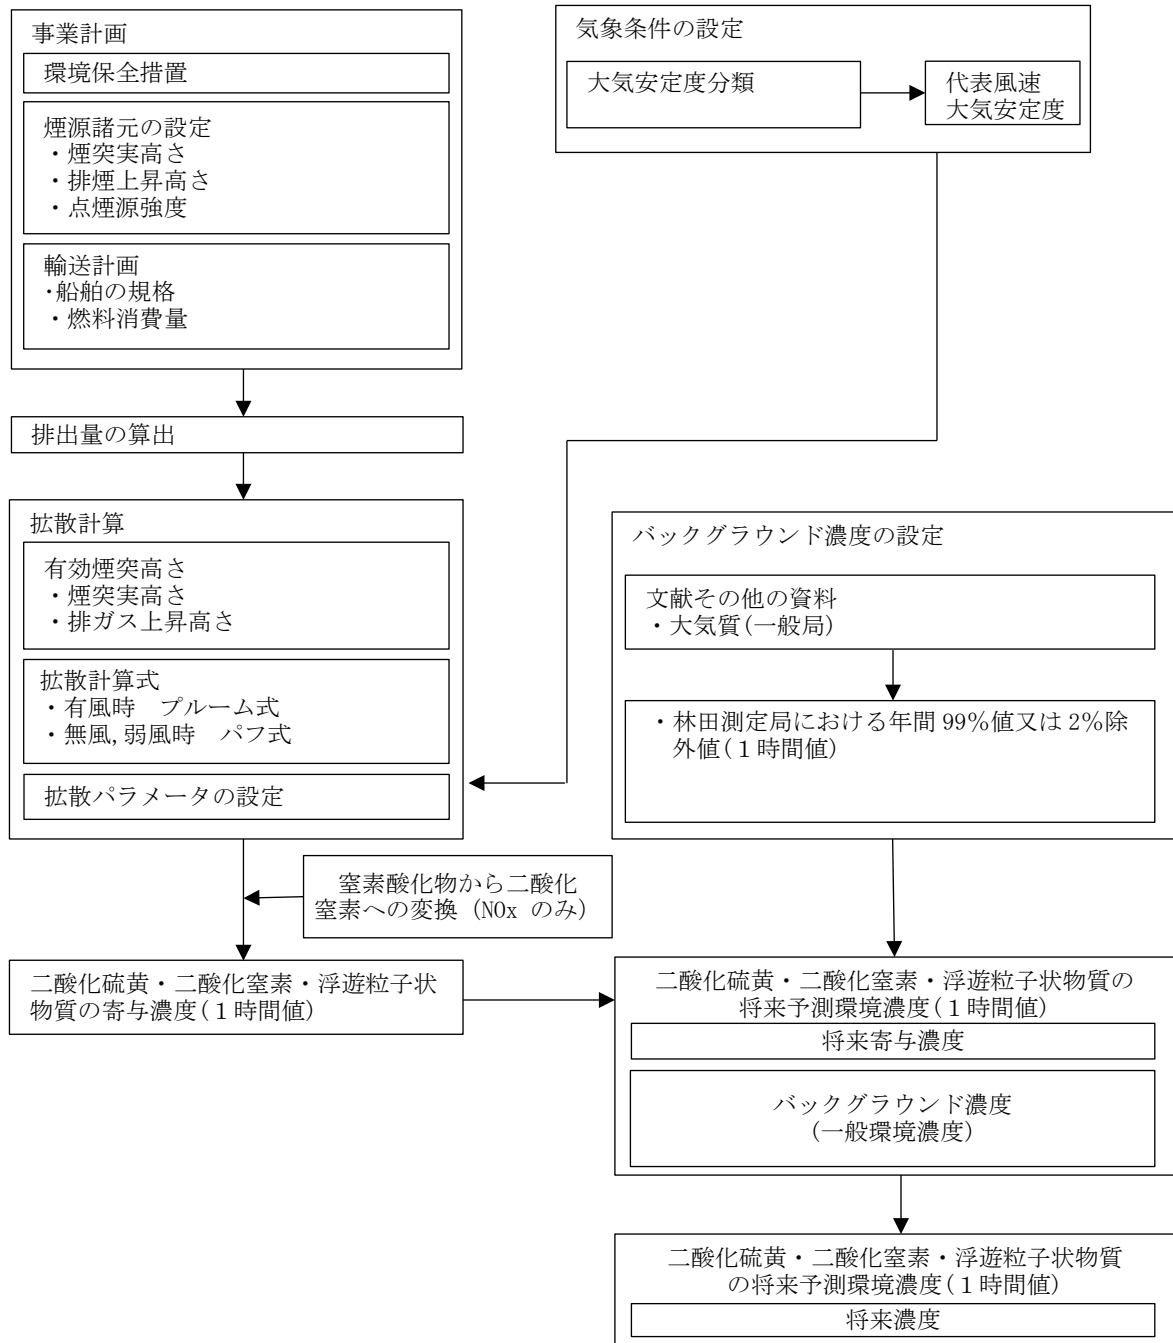 事業計画
環境保全措置
煙源諸元の設定
・煙突実高さ
・排煙上昇高さ
・点煙源強度
輸送計画
・船舶の規格
・燃料消費量
気象条件の設定
大気安定度分類
代表風速
大気安定度
排出量の算出
拡散計算
有効煙突高さ
・煙突実高さ
・排ガス上昇高さ
拡散計算式
・有風時　プルーム式
・無風,弱風時　パフ式
拡散パラメータの設定
バックグラウンド濃度の設定
文献その他の資料
・大気質(一般局)
・林田測定局における年間 99%値又は 2%除
外値(１時間値)
窒素酸化物から二酸化
窒素への変換 (NOx のみ)
二酸化硫黄・二酸化窒素・浮遊粒子状
物質の寄与濃度(１時間値)
二酸化硫黄・二酸化窒素・浮遊粒子状物質の
将来予測環境濃度(１時間値)
将来寄与濃度
バックグラウンド濃度
(一般環境濃度)
二酸化硫黄・二酸化窒素・浮遊粒子状物質
の将来予測環境濃度(１時間値)
将来濃度